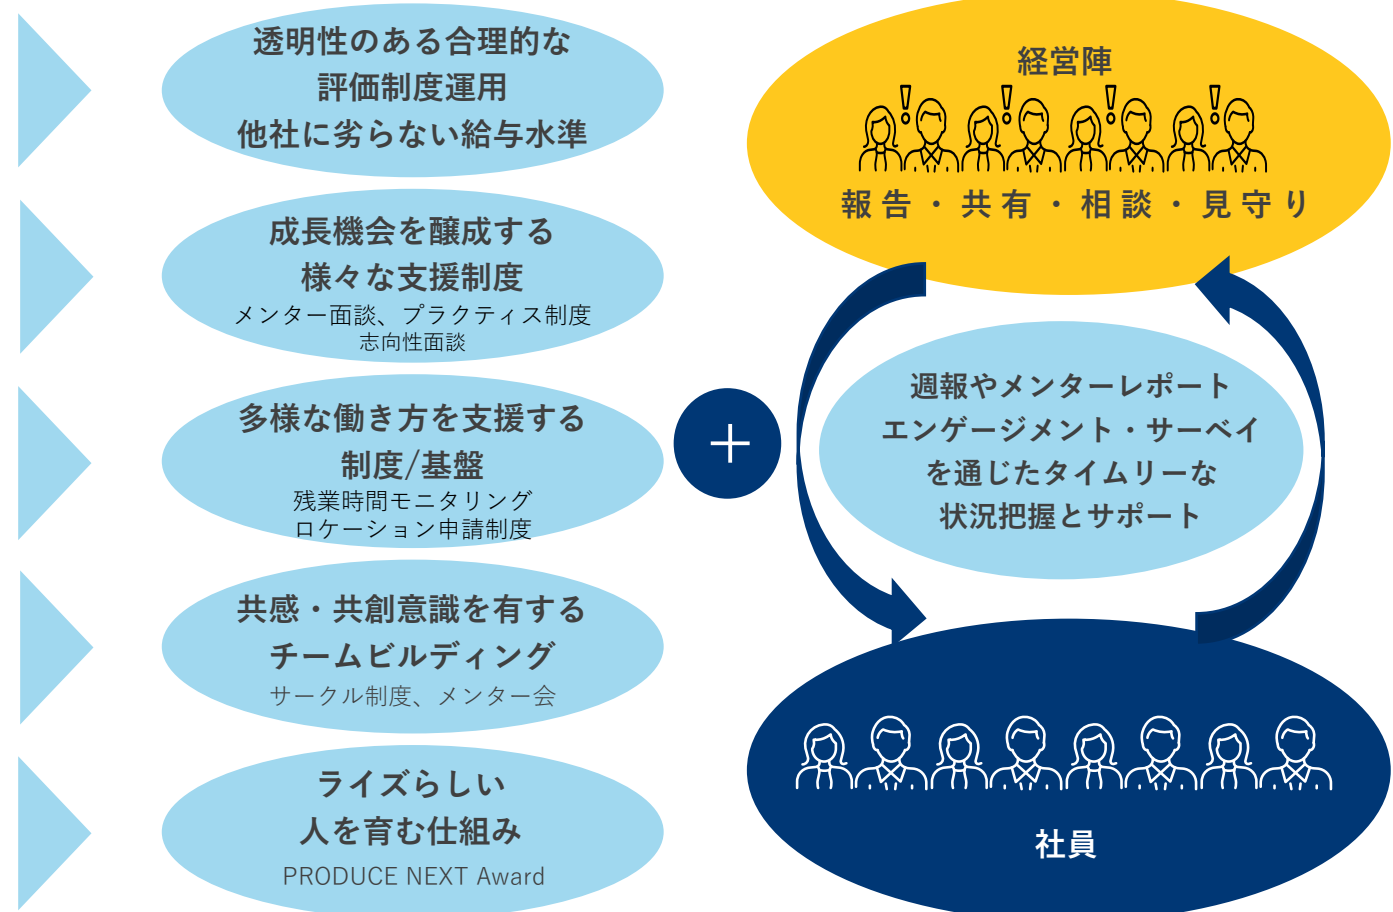 透明性のある合理的な
評価制度運用
他社に劣らない給与水準
成長機会を醸成する
様々な支援制度
メンター面談、プラクティス制度
志向性面談
多様な働き方を支援する
制度/基盤
残業時間モニタリング
ロケーション申請制度
共感・共創意識を有する
チームビルディング
サークル制度、メンター会
ライズらしい
人を育む仕組み
PRODUCE NEXT Award
＋
経営陣
報告・共有・相談・見守り
週報やメンターレポート
エンゲージメント・サーベイ
を通じたタイムリーな
状況把握とサポート
社員